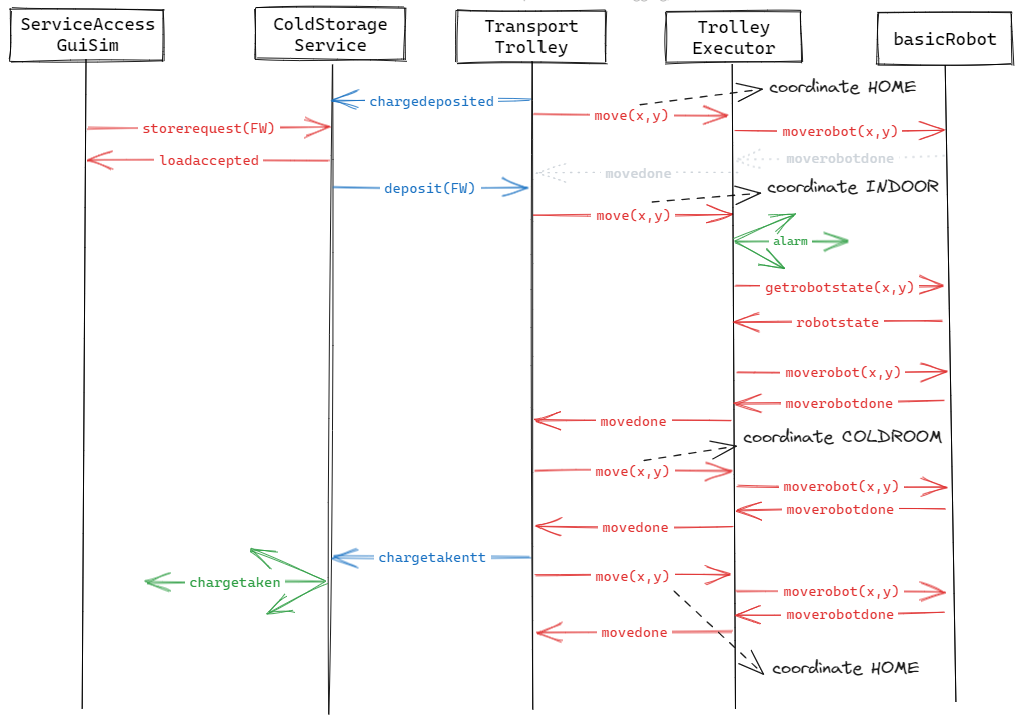 ServiceAccess
GuiSim
ColdStorage
Service
Transport
Trolley
Trolley
Executor
basicRobot
coordinate HOME
chargedeposited
move(x,y)
storerequest(FW)
moverobot(x,y)
loadaccepted
moverobotdone
movedone
deposit(FW)
coordinate INDOOR
move(x,y)
alarm
getrobotstate(x,y)
robotstate
moverobot(x,y)
moverobotdone
movedone
coordinate COLDROOM
move(x,y)
moverobot(x,y)
moverobotdone
movedone
chargetakentt
move(x,y)
chargetaken
moverobot(x,y)
moverobotdone
movedone
coordinate HOME